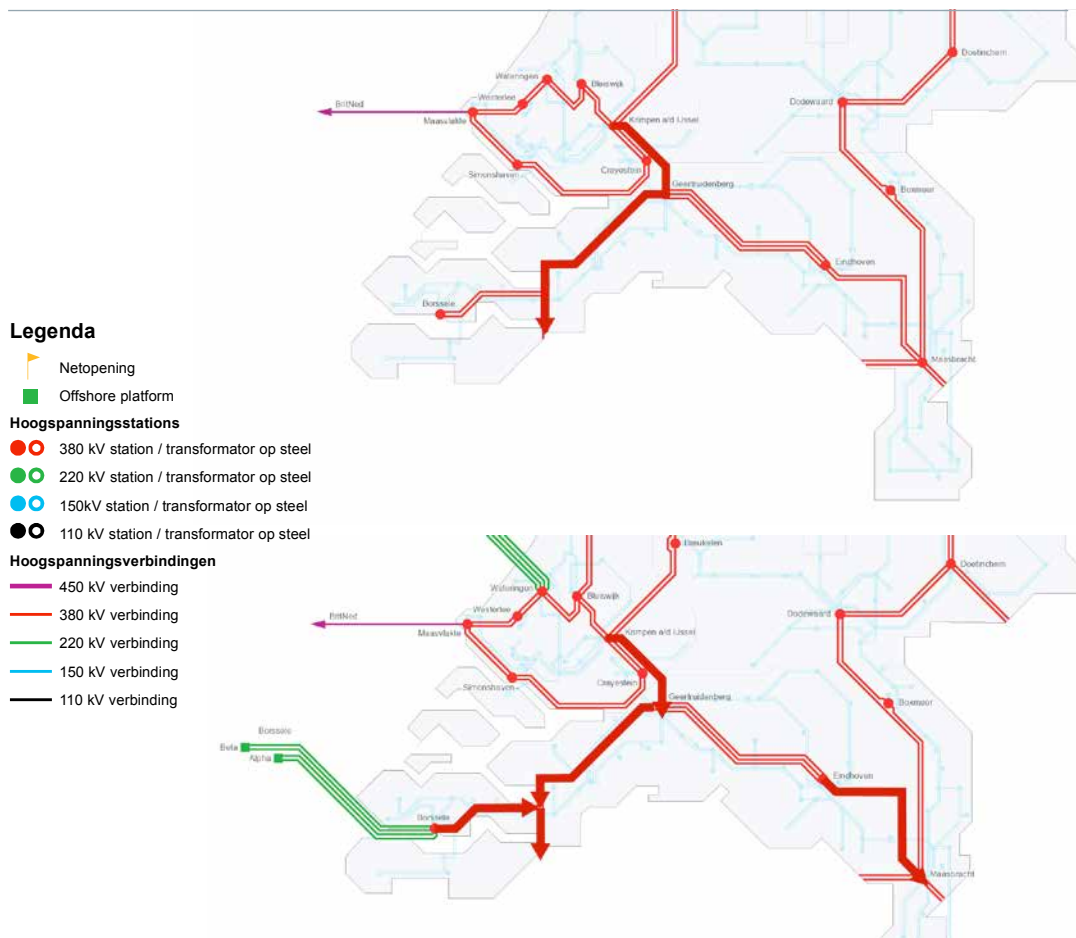 Doetinchem
Wateringen
Bleiswijk
Westerlee
Dodewaard
BritNed
Maasvlakte
Krimpen a/d IJssel
Crayestein
Simonshaven
Geertruidenberg
Boxmeer
Eindhoven
Borssele
Maasbracht
Legenda
Netopening
Offshore platform
Hoogspanningsstations
380 kV station / transformator op steel
220 kV station / transformator op steel
150kV station / transformator op steel
110 kV station / transformator op steel
Hoogspanningsverbindingen
450 kV verbinding
380 kV verbinding
220 kV verbinding
150 kV verbinding
110 kV verbinding
Breukelen
Doetinchem
Wateringen
Bleiswijk
Westerlee
Dodewaard
BritNed
Maasvlakte
Krimpen a/d IJssel
Crayestein
Simonshaven
Geertruidenberg
Boxmeer
Borssele
Beta
Alpha
Eindhoven
Borssele
Maasbracht